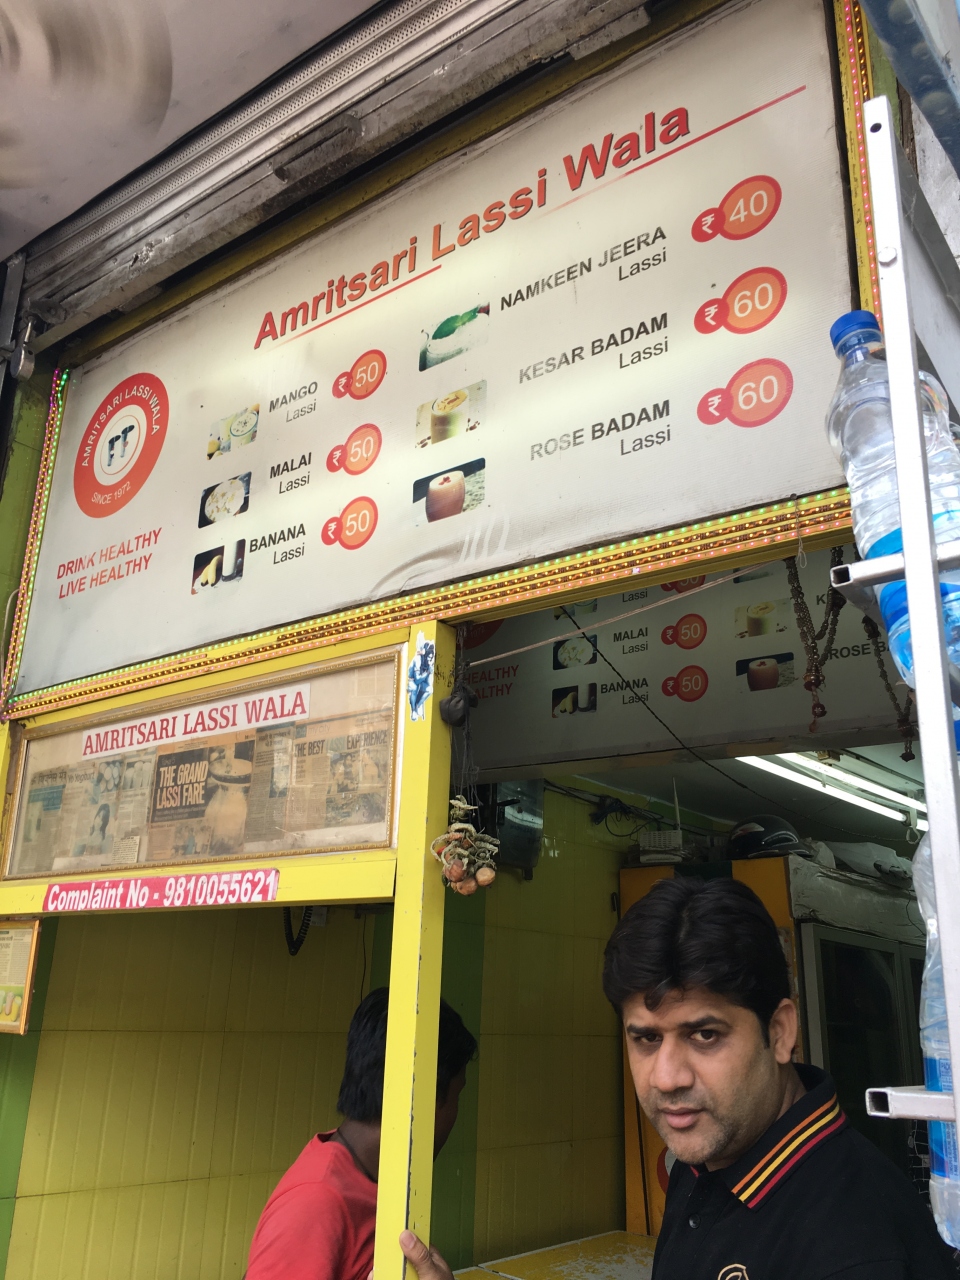 Amritsari Lassi Wala
AMRITSARI LASSI WALA
SINCE 1972
DRINK HEALTHY
LIVE HEALTHY
MANGO
Lassi
₹ 50
MALAI
Lassi
₹ 50
BANANA
Lassi
₹ 50
NAMKEEN JEERA
Lassi
₹ 40
KESAR BADAM
Lassi
₹ 60
ROSE BADAM
Lassi
₹ 60
Lassi
MALAI
Lassi
₹ 50
BANANA
Lassi
₹ 50
ROSE
AMRITSARI LASSI WALA
THE GRAND
LASSI FARE
THE BEST
EXPERIENCE
Complaint No - 9810055621